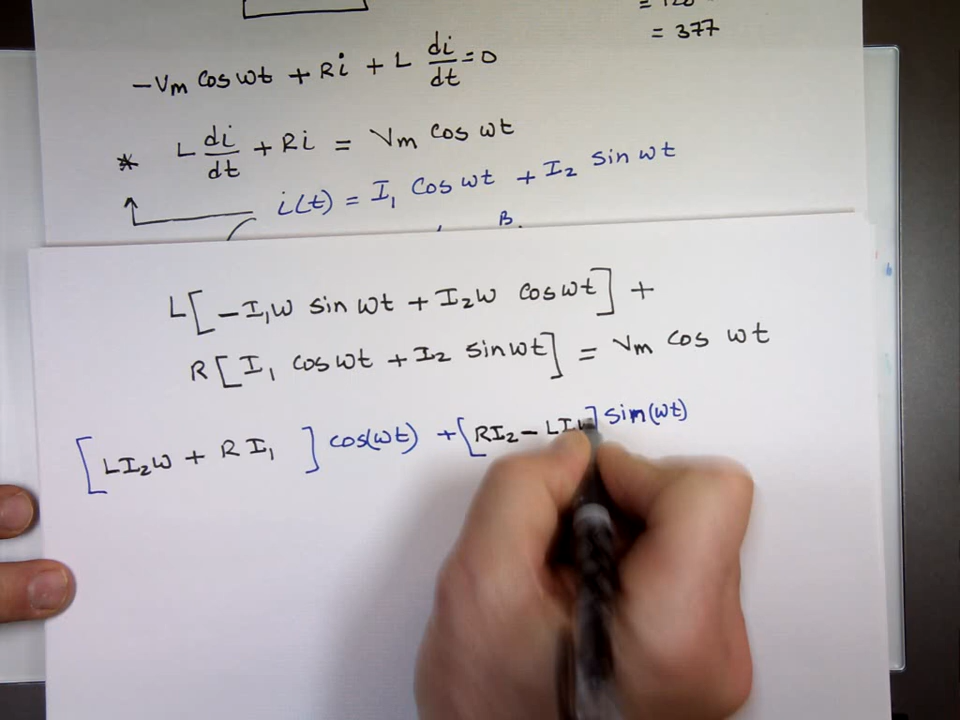 = 120
= 377
-Vm cos ωt + Ri + L di/dt = 0
* L di/dt + Ri = Vm cos ωt
i(t) = I₁ cos ωt + I₂ sin ωt
B.
L[-I₁ω sin ωt + I₂ω cos ωt] +
R[I₁ cos ωt + I₂ sin ωt] = Vm cos ωt
[LI₂ω + RI₁ ] cos(ωt) + [RI₂ - LI ω] sin(ωt)